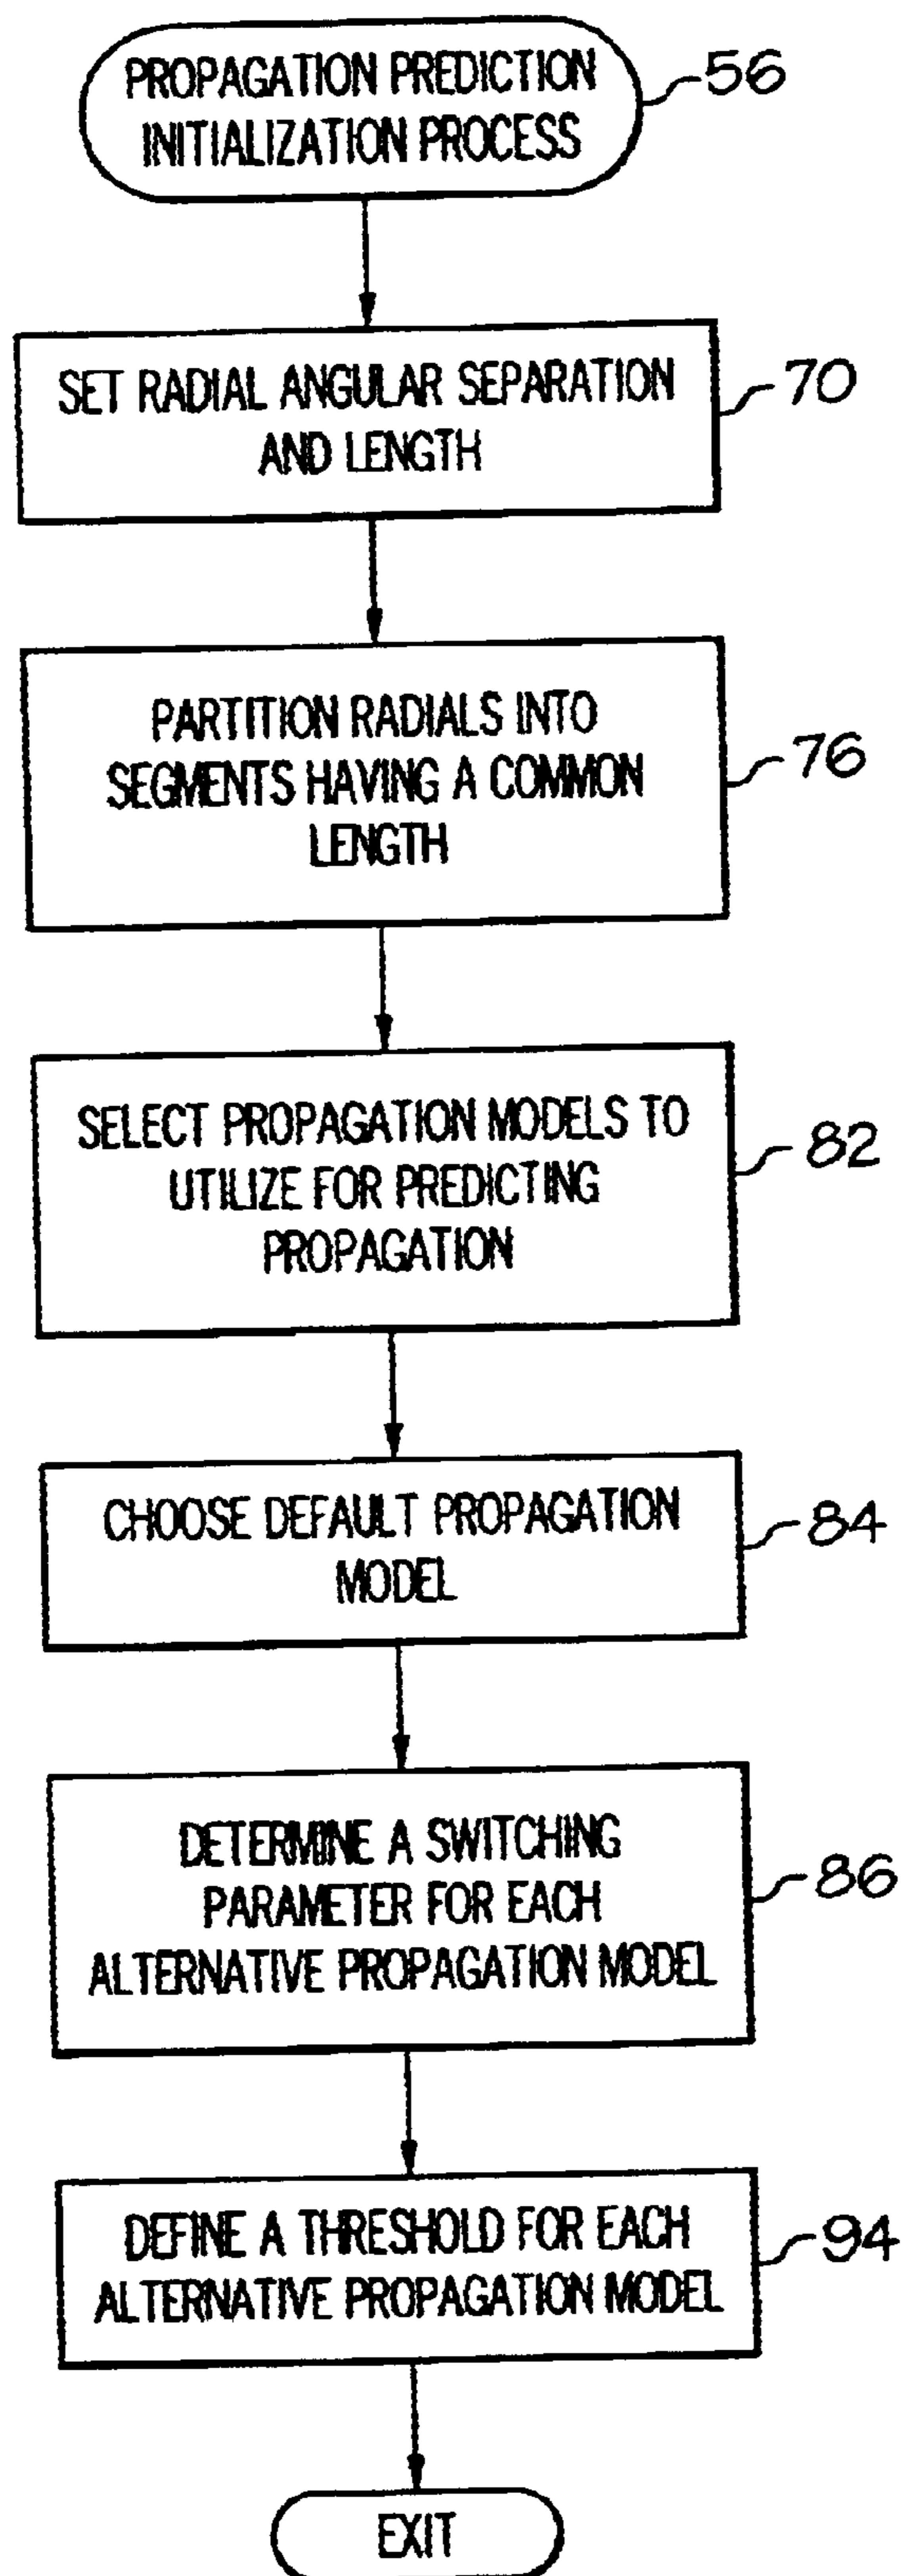 PROPAGATION PREDICTION
INITIALIZATION PROCESS
56
SET RADIAL ANGULAR SEPARATION
AND LENGTH
70
PARTITION RADIALS INTO
SEGMENTS HAVING A COMMON
LENGTH
76
SELECT PROPAGATION MODELS TO
UTILIZE FOR PREDICTING
PROPAGATION
82
CHOOSE DEFAULT PROPAGATION
MODEL
84
DETERMINE A SWITCHING
PARAMETER FOR EACH
ALTERNATIVE PROPAGATION MODEL
86
DEFINE A THRESHOLD FOR EACH
ALTERNATIVE PROPAGATION MODEL
94
EXIT